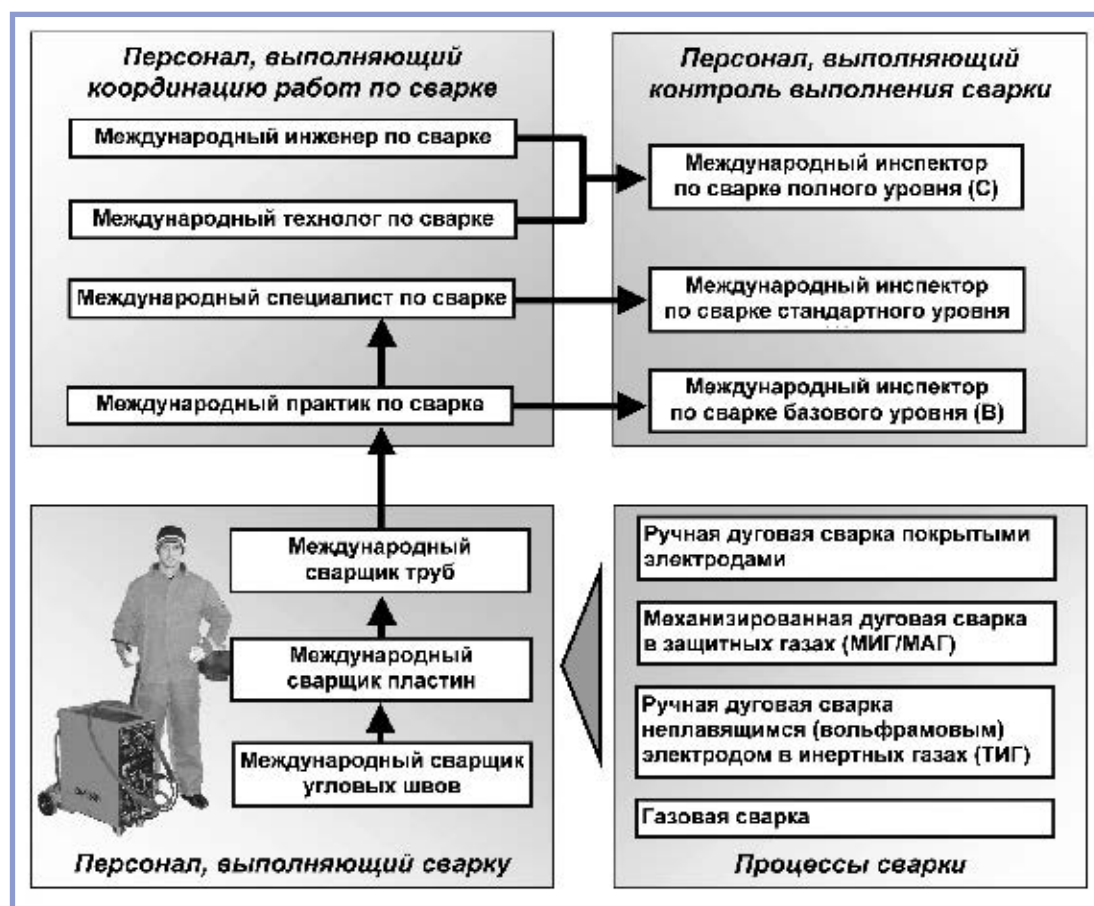 Персонал, выполняющий
координацию работ по сварке
Международный инженер по сварке
Международный технолог по сварке
Международный специалист по сварке
Международный практик по сварке
Персонал, выполняющий
контроль выполнения сварки
Международный инспектор
по сварке полного уровня (С)
Международный инспектор
по сварке стандартного уровня
Международный инспектор
по сварке базового уровня (В)
Международный
сварщик труб
Международный
сварщик пластин
Международный сварщик
угловых швов
Персонал, выполняющий сварку
Ручная дуговая сварка покрытыми
электродами
Механизированная дуговая сварка
в защитных газах (МИГ/МАГ)
Ручная дуговая сварка
неплавящимся (вольфрамовым)
электродом в инертных газах (ТИГ)
Газовая сварка
Процессы сварки